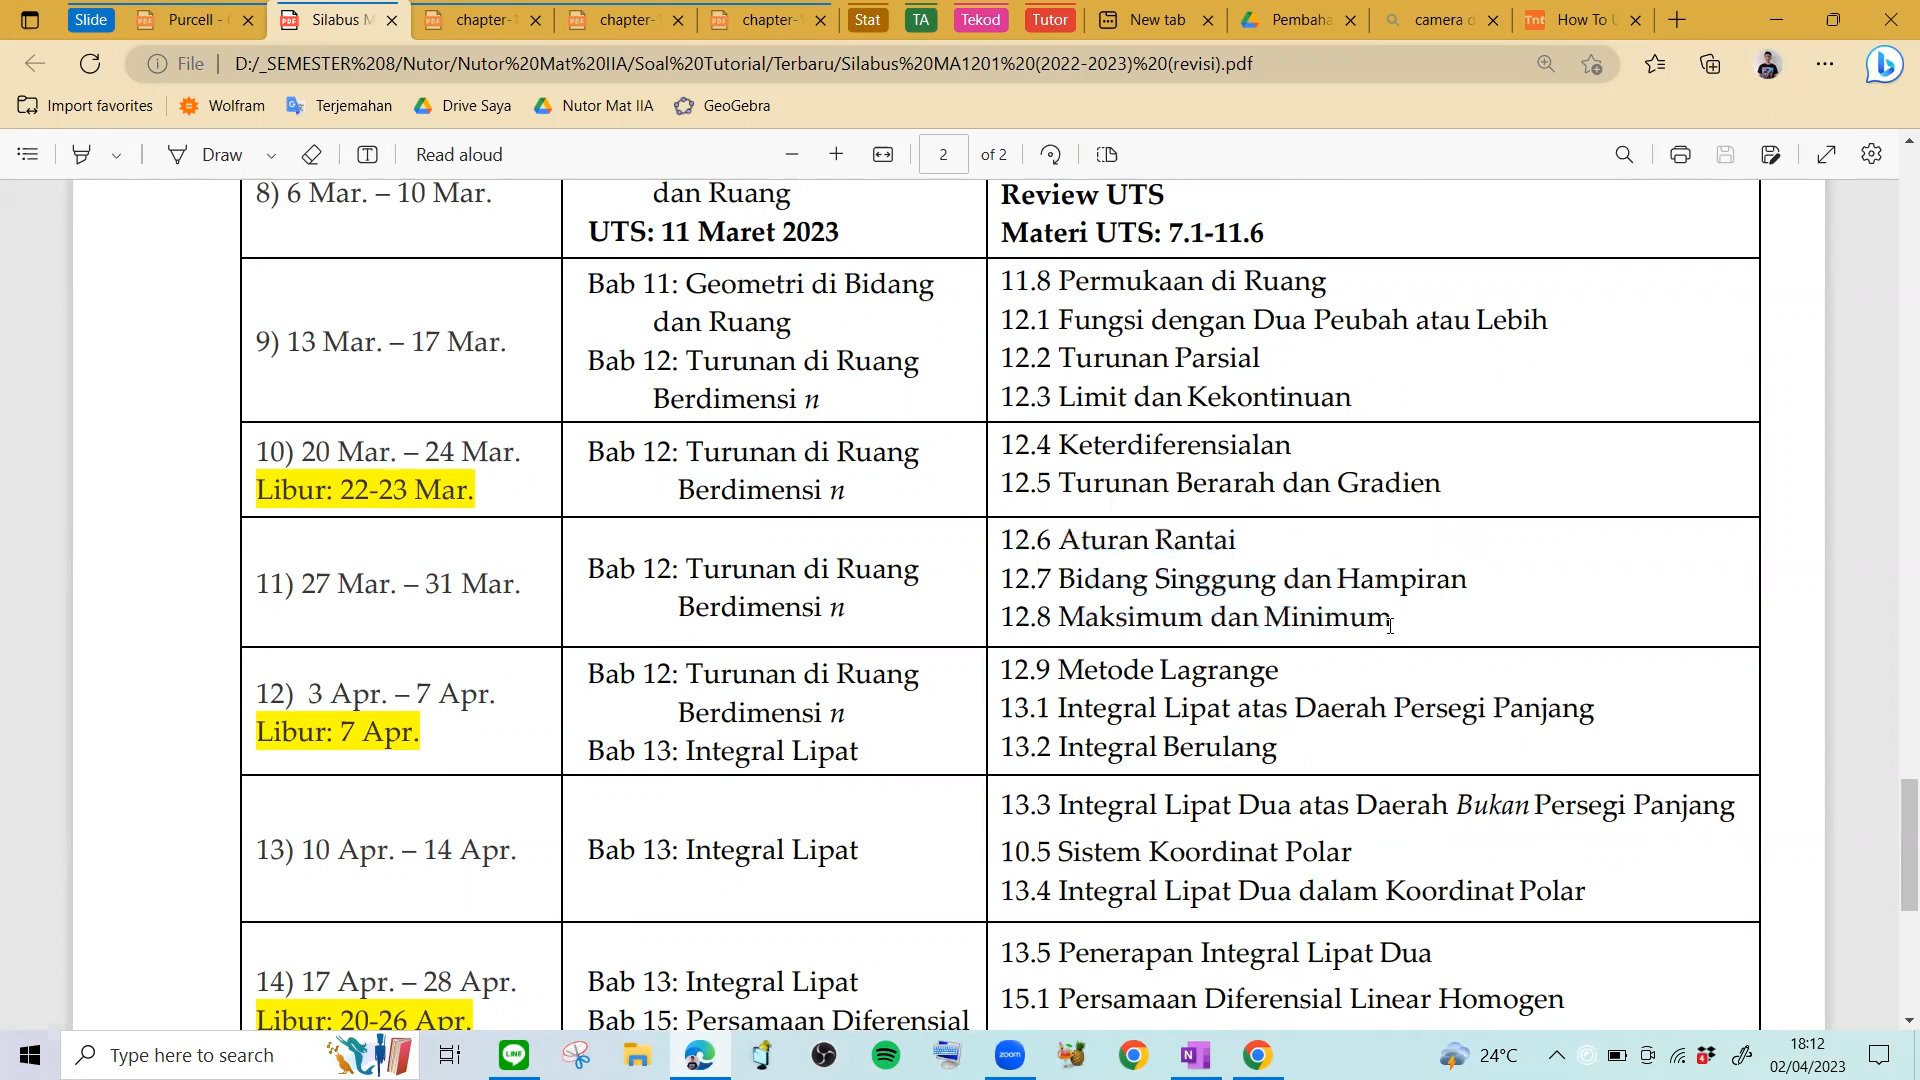 Slide
Purcell -
Silabus M
chapter-
chapter-
chapter-
Stat
TA
Tekod
Tutor
New tab
Pembaha
camera
How To
File
D:/_SEMESTER%208/Nutor/Nutor%20Mat%20IIA/Soal%20Tutorial/Terbaru/Silabus%20MA1201%20(2022-2023)%20(revisi).pdf
Import favorites
Wolfram
Terjemahan
Drive Saya
Nutor Mat IIA
GeoGebra
Draw
Read aloud
2
of 2
8) 6 Mar. – 10 Mar.
dan Ruang
UTS: 11 Maret 2023
Review UTS
Materi UTS: 7.1-11.6
9) 13 Mar. – 17 Mar.
Bab 11: Geometri di Bidang
dan Ruang
Bab 12: Turunan di Ruang
Berdimensi n
11.8 Permukaan di Ruang
12.1 Fungsi dengan Dua Peubah atau Lebih
12.2 Turunan Parsial
12.3 Limit dan Kekontinuan
10) 20 Mar. – 24 Mar.
Libur: 22-23 Mar.
Bab 12: Turunan di Ruang
Berdimensi n
12.4 Keterdiferensialan
12.5 Turunan Berarah dan Gradien
11) 27 Mar. – 31 Mar.
Bab 12: Turunan di Ruang
Berdimensi n
12.6 Aturan Rantai
12.7 Bidang Singgung dan Hampiran
12.8 Maksimum dan Minimum
12) 3 Apr. – 7 Apr.
Libur: 7 Apr.
Bab 12: Turunan di Ruang
Berdimensi n
Bab 13: Integral Lipat
12.9 Metode Lagrange
13.1 Integral Lipat atas Daerah Persegi Panjang
13.2 Integral Berulang
13) 10 Apr. – 14 Apr.
Bab 13: Integral Lipat
13.3 Integral Lipat Dua atas Daerah Bukan Persegi Panjang
10.5 Sistem Koordinat Polar
13.4 Integral Lipat Dua dalam Koordinat Polar
14) 17 Apr. – 28 Apr.
Libur: 20-26 Apr.
Bab 13: Integral Lipat
Bab 15: Persamaan Diferensial
13.5 Penerapan Integral Lipat Dua
15.1 Persamaan Diferensial Linear Homogen
Type here to search
24°C
18:12
02/04/2023